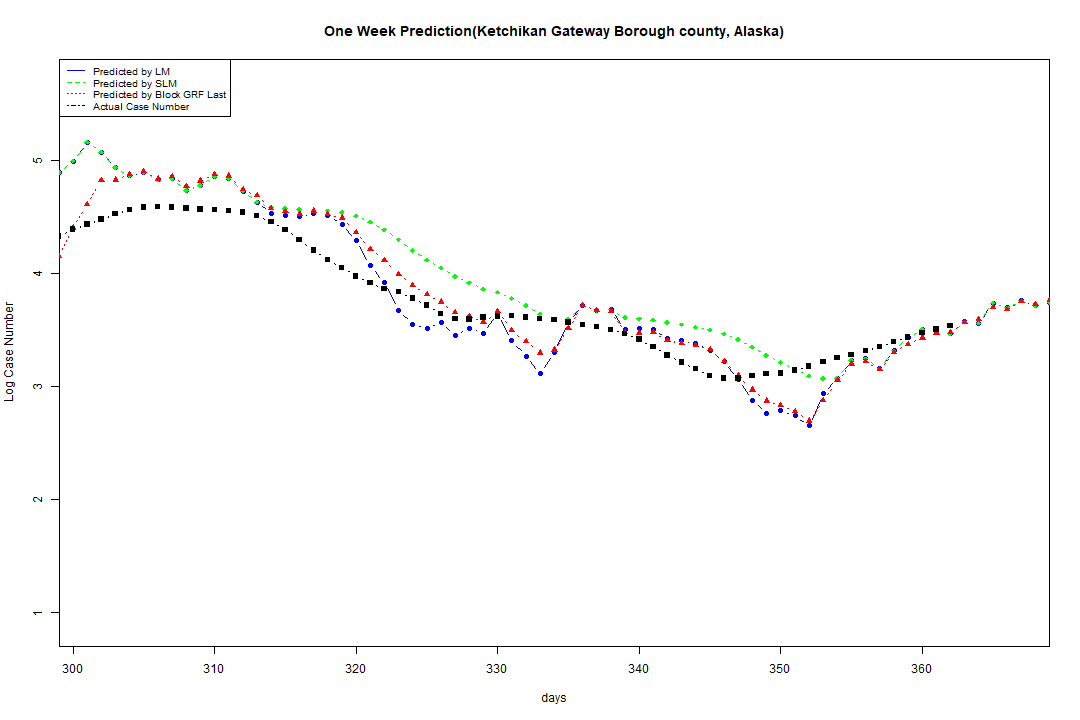 One Week Prediction(Ketchikan Gateway Borough county, Alaska)
Predicted by LM
Predicted by SLM
Predicted by Block GRF Last
Actual Case Number
5
4
3
2
1
Log Case Number
300 310 320 330 340 350 360
days